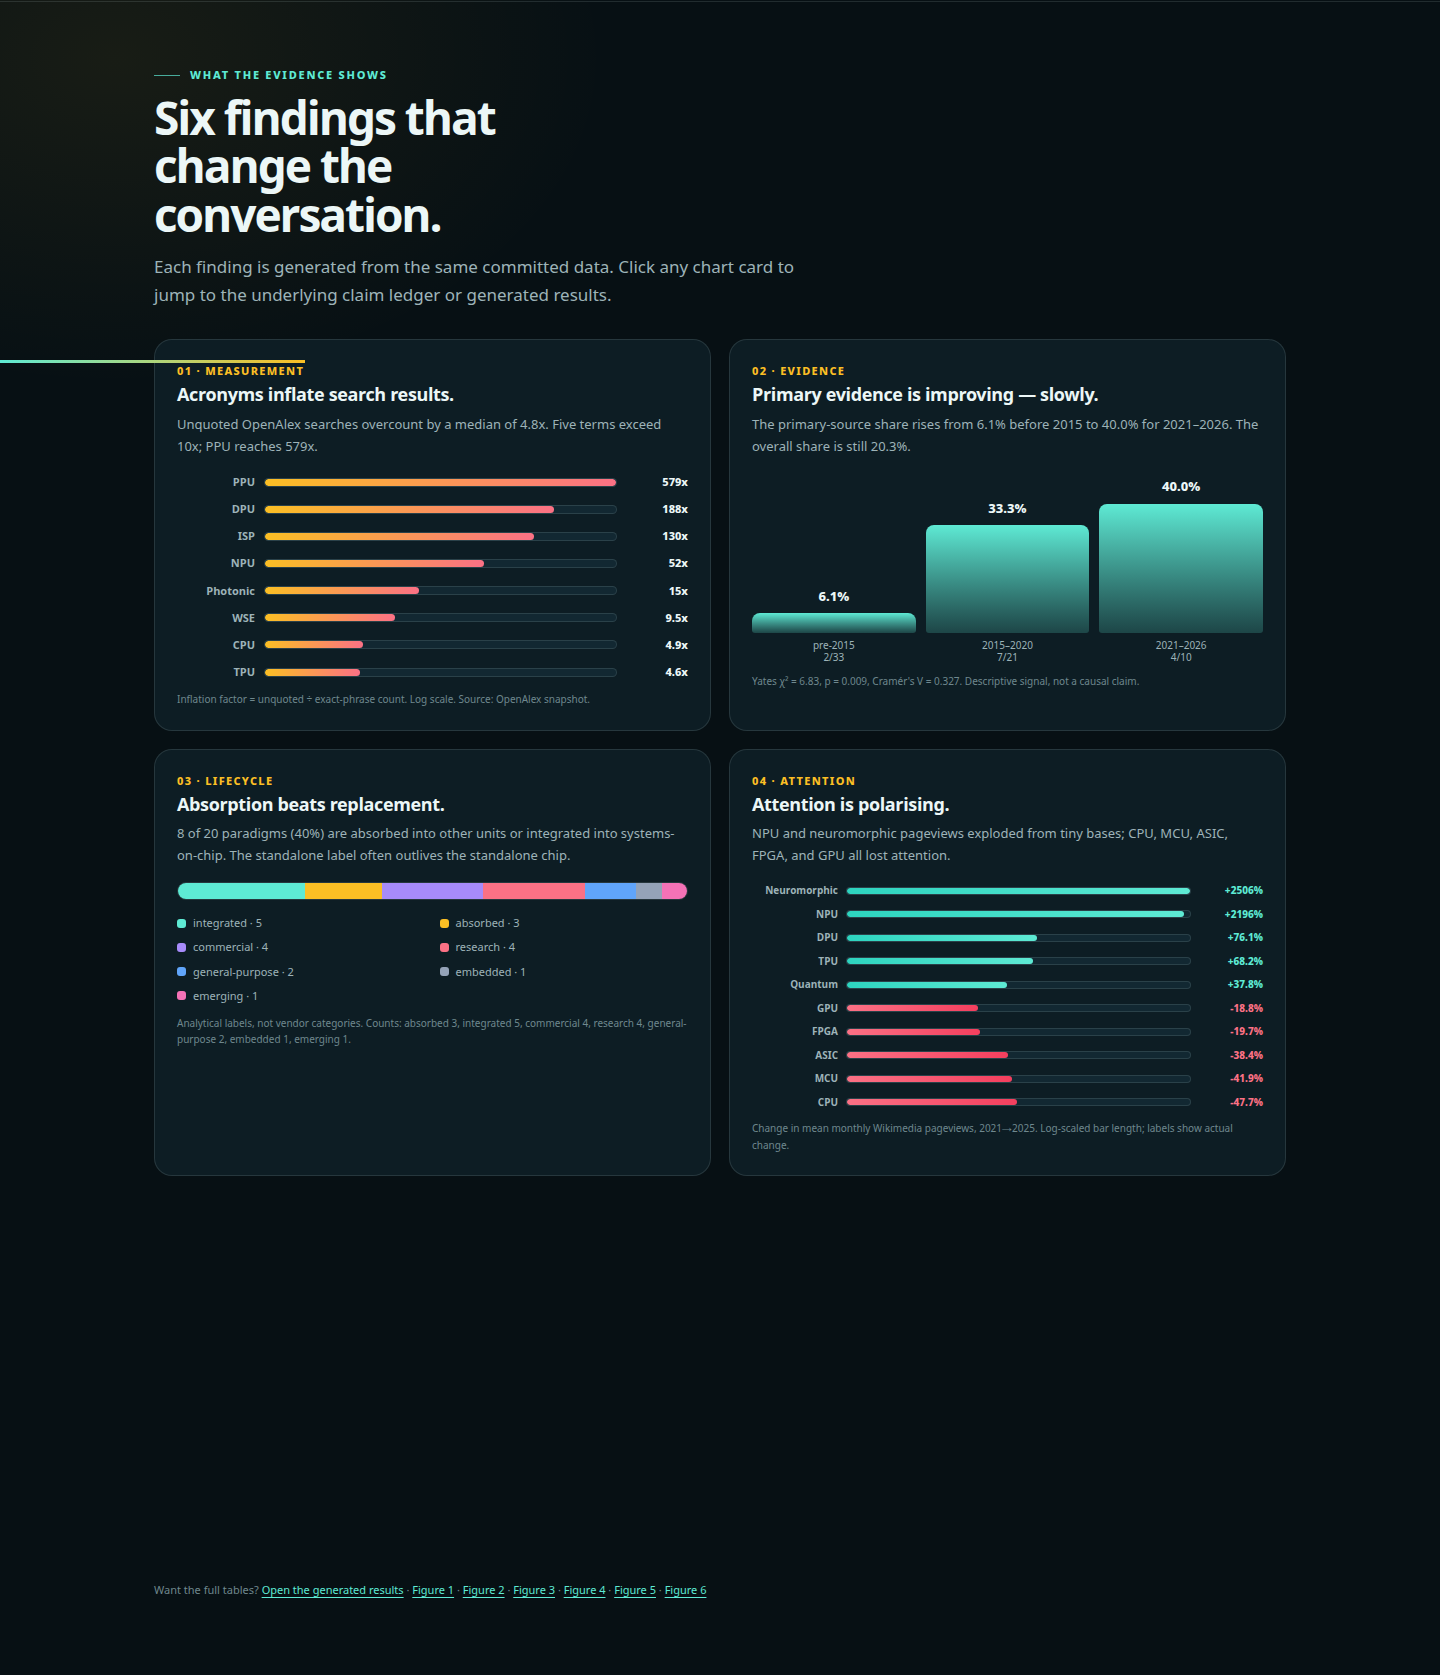 WHAT THE EVIDENCE SHOWS
Six findings that
change the
conversation.
Each finding is generated from the same committed data. Click any chart card to
jump to the underlying claim ledger or generated results.
01 · MEASUREMENT
Acronyms inflate search results.
Unquoted OpenAlex searches overcount by a median of 4.8x. Five terms exceed
10x; PPU reaches 579x.
PPU 579x
DPU 188x
ISP 130x
NPU 52x
Photonic 15x
WSE 9.5x
CPU 4.9x
TPU 4.6x
Inflation factor = unquoted ÷ exact-phrase count. Log scale. Source: OpenAlex snapshot.
02 · EVIDENCE
Primary evidence is improving — slowly.
The primary-source share rises from 6.1% before 2015 to 40.0% for 2021–2026. The
overall share is still 20.3%.
6.1% 33.3% 40.0%
pre-2015 2015–2020 2021–2026
2/33 7/21 4/10
Yates χ² = 6.83, p = 0.009, Cramér's V = 0.327. Descriptive signal, not a causal claim.
03 · LIFECYCLE
Absorption beats replacement.
8 of 20 paradigms (40%) are absorbed into other units or integrated into systems-
on-chip. The standalone label often outlives the standalone chip.
integrated · 5 absorbed · 3
commercial · 4 research · 4
general-purpose · 2 embedded · 1
emerging · 1
Analytical labels, not vendor categories. Counts: absorbed 3, integrated 5, commercial 4, research 4, general-
purpose 2, embedded 1, emerging 1.
04 · ATTENTION
Attention is polarising.
NPU and neuromorphic pageviews exploded from tiny bases; CPU, MCU, ASIC,
FPGA, and GPU all lost attention.
Neuromorphic +2506%
NPU +2196%
DPU +76.1%
TPU +68.2%
Quantum +37.8%
GPU -18.8%
FPGA -19.7%
ASIC -38.4%
MCU -41.9%
CPU -47.7%
Change in mean monthly Wikimedia pageviews, 2021→2025. Log-scaled bar length; labels show actual
change.
Want the full tables? Open the generated results · Figure 1 · Figure 2 · Figure 3 · Figure 4 · Figure 5 · Figure 6